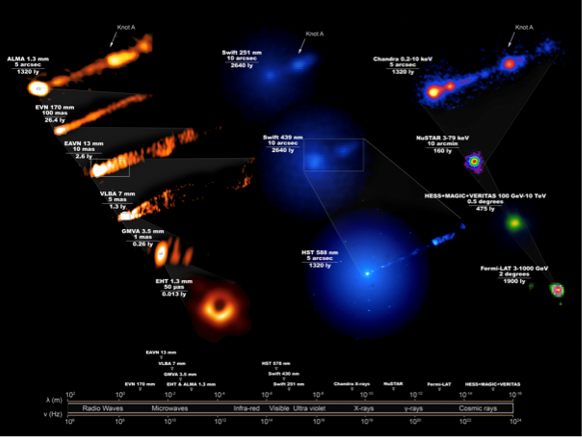 Knot A
ALMA 1.3 mm
5 arcsec
1320 ly
EVN 170 mm
100 mas
26.4 ly
EAVN 13 mm
10 mas
2.6 ly
VLBA 7 mm
5 mas
1.3 ly
GMVA 3.5 mm
1 mas
0.26 ly
EHT 1.3 mm
50 μas
0.013 ly
Knot A
Swift 251 nm
10 arcsec
2640 ly
Swift 439 nm
10 arcsec
2640 ly
HST 588 nm
5 arcsec
1320 ly
Knot A
Chandra 0.2-10 keV
5 arcsec
1320 ly
NuSTAR 3-79 keV
10 arcmin
160 ly
HESS+MAGIC+VERITAS 100 GeV-10 TeV
0.5 degrees
475 ly
Fermi-LAT 3-1000 GeV
2 degrees
1900 ly
EAVN 13 mm
VLBA 7 mm
GMVA 3.5 mm
EVN 170 mm EHT & ALMA 1.3 mm
Swift 430 nm
Swift 251 nm
Chandra X-rays NuSTAR Fermi-LAT HESS+MAGIC+VERITAS
λ (m)
Radio Waves Microwaves Infra-red Visible Ultra violet X-rays γ-rays Cosmic rays
ν (Hz)